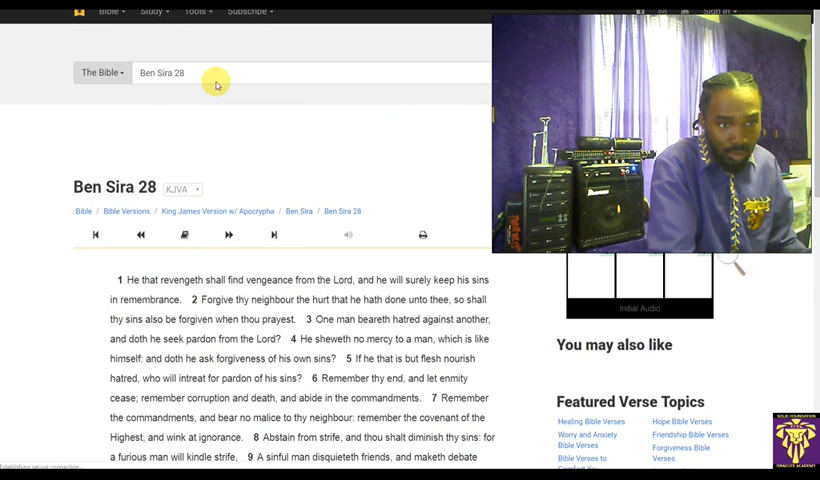 Bible
Study
Tools
Subscribe
Sign in
The Bible
Ben Sira 28
Ben Sira 28
KJVA
Bible / Bible Versions / King James Version w/ Apocrypha / Ben Sira / Ben Sira 28
1 He that revengeth shall find vengeance from the Lord, and he will surely keep his sins
in remembrance. 2 Forgive thy neighbour the hurt that he hath done unto thee, so shall
thy sins also be forgiven when thou prayest. 3 One man beareth hatred against another,
and doth he seek pardon from the Lord? 4 He sheweth no mercy to a man, which is like
himself: and doth he ask forgiveness of his own sins? 5 If he that is but flesh nourish
hatred, who will intreat for pardon of his sins? 6 Remember thy end, and let enmity
cease; remember corruption and death, and abide in the commandments. 7 Remember
the commandments, and bear no malice to thy neighbour: remember the covenant of the
Highest, and wink at ignorance. 8 Abstain from strife, and thou shalt diminish thy sins: for
a furious man will kindle strife, 9 A sinful man disquieteth friends, and maketh debate
Establishing secure connection...
Initial Audio
You may also like
Featured Verse Topics
Healing Bible Verses
Hope Bible Verses
Worry and Anxiety
Bible Verses
Friendship Bible Verses
Forgiveness Bible
Verses
Bible Verses to
SOLID FOUNDATION
ISRAELITE ACADEMY